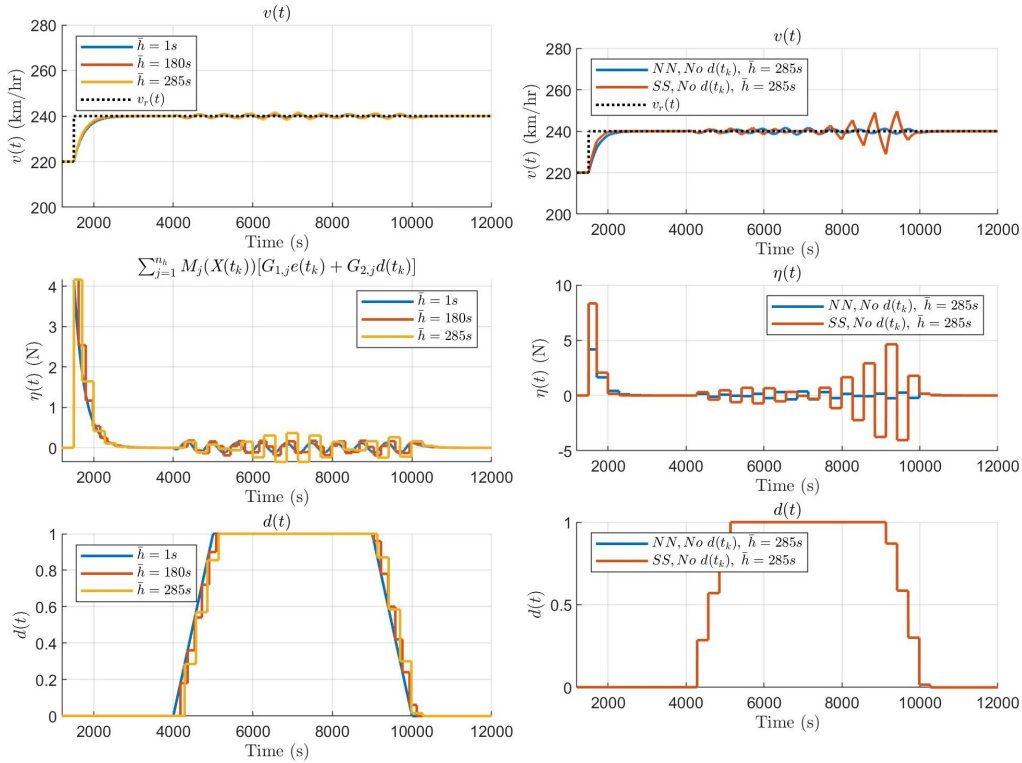 v(t)
280
260
240
220
200
v(t) (km/hr)
h̄ = 1s
h̄ = 180s
h̄ = 285s
v_r(t)
2000 4000 6000 8000 10000 12000
Time (s)
∑_{j=1}^{n_h} M_j(X(t_k))[G_{1,j}e(t_k) + G_{2,j}d(t_k)]
4
3
2
1
0
η(t) (N)
h̄ = 1s
h̄ = 180s
h̄ = 285s
2000 4000 6000 8000 10000 12000
Time (s)
d(t)
1
0.8
0.6
0.4
0.2
0
d(t)
h̄ = 1s
h̄ = 180s
h̄ = 285s
2000 4000 6000 8000 10000 12000
Time (s)
v(t)
280
260
240
220
200
v(t) (km/hr)
NN, No d(t_k), h̄ = 285s
SS, No d(t_k), h̄ = 285s
v_r(t)
2000 4000 6000 8000 10000 12000
Time (s)
η(t)
10
5
0
-5
η(t) (N)
NN, No d(t_k), h̄ = 285s
SS, No d(t_k), h̄ = 285s
2000 4000 6000 8000 10000 12000
Time (s)
d(t)
1
0.5
0
d(t)
NN, No d(t_k), h̄ = 285s
SS, No d(t_k), h̄ = 285s
2000 4000 6000 8000 10000 12000
Time (s)